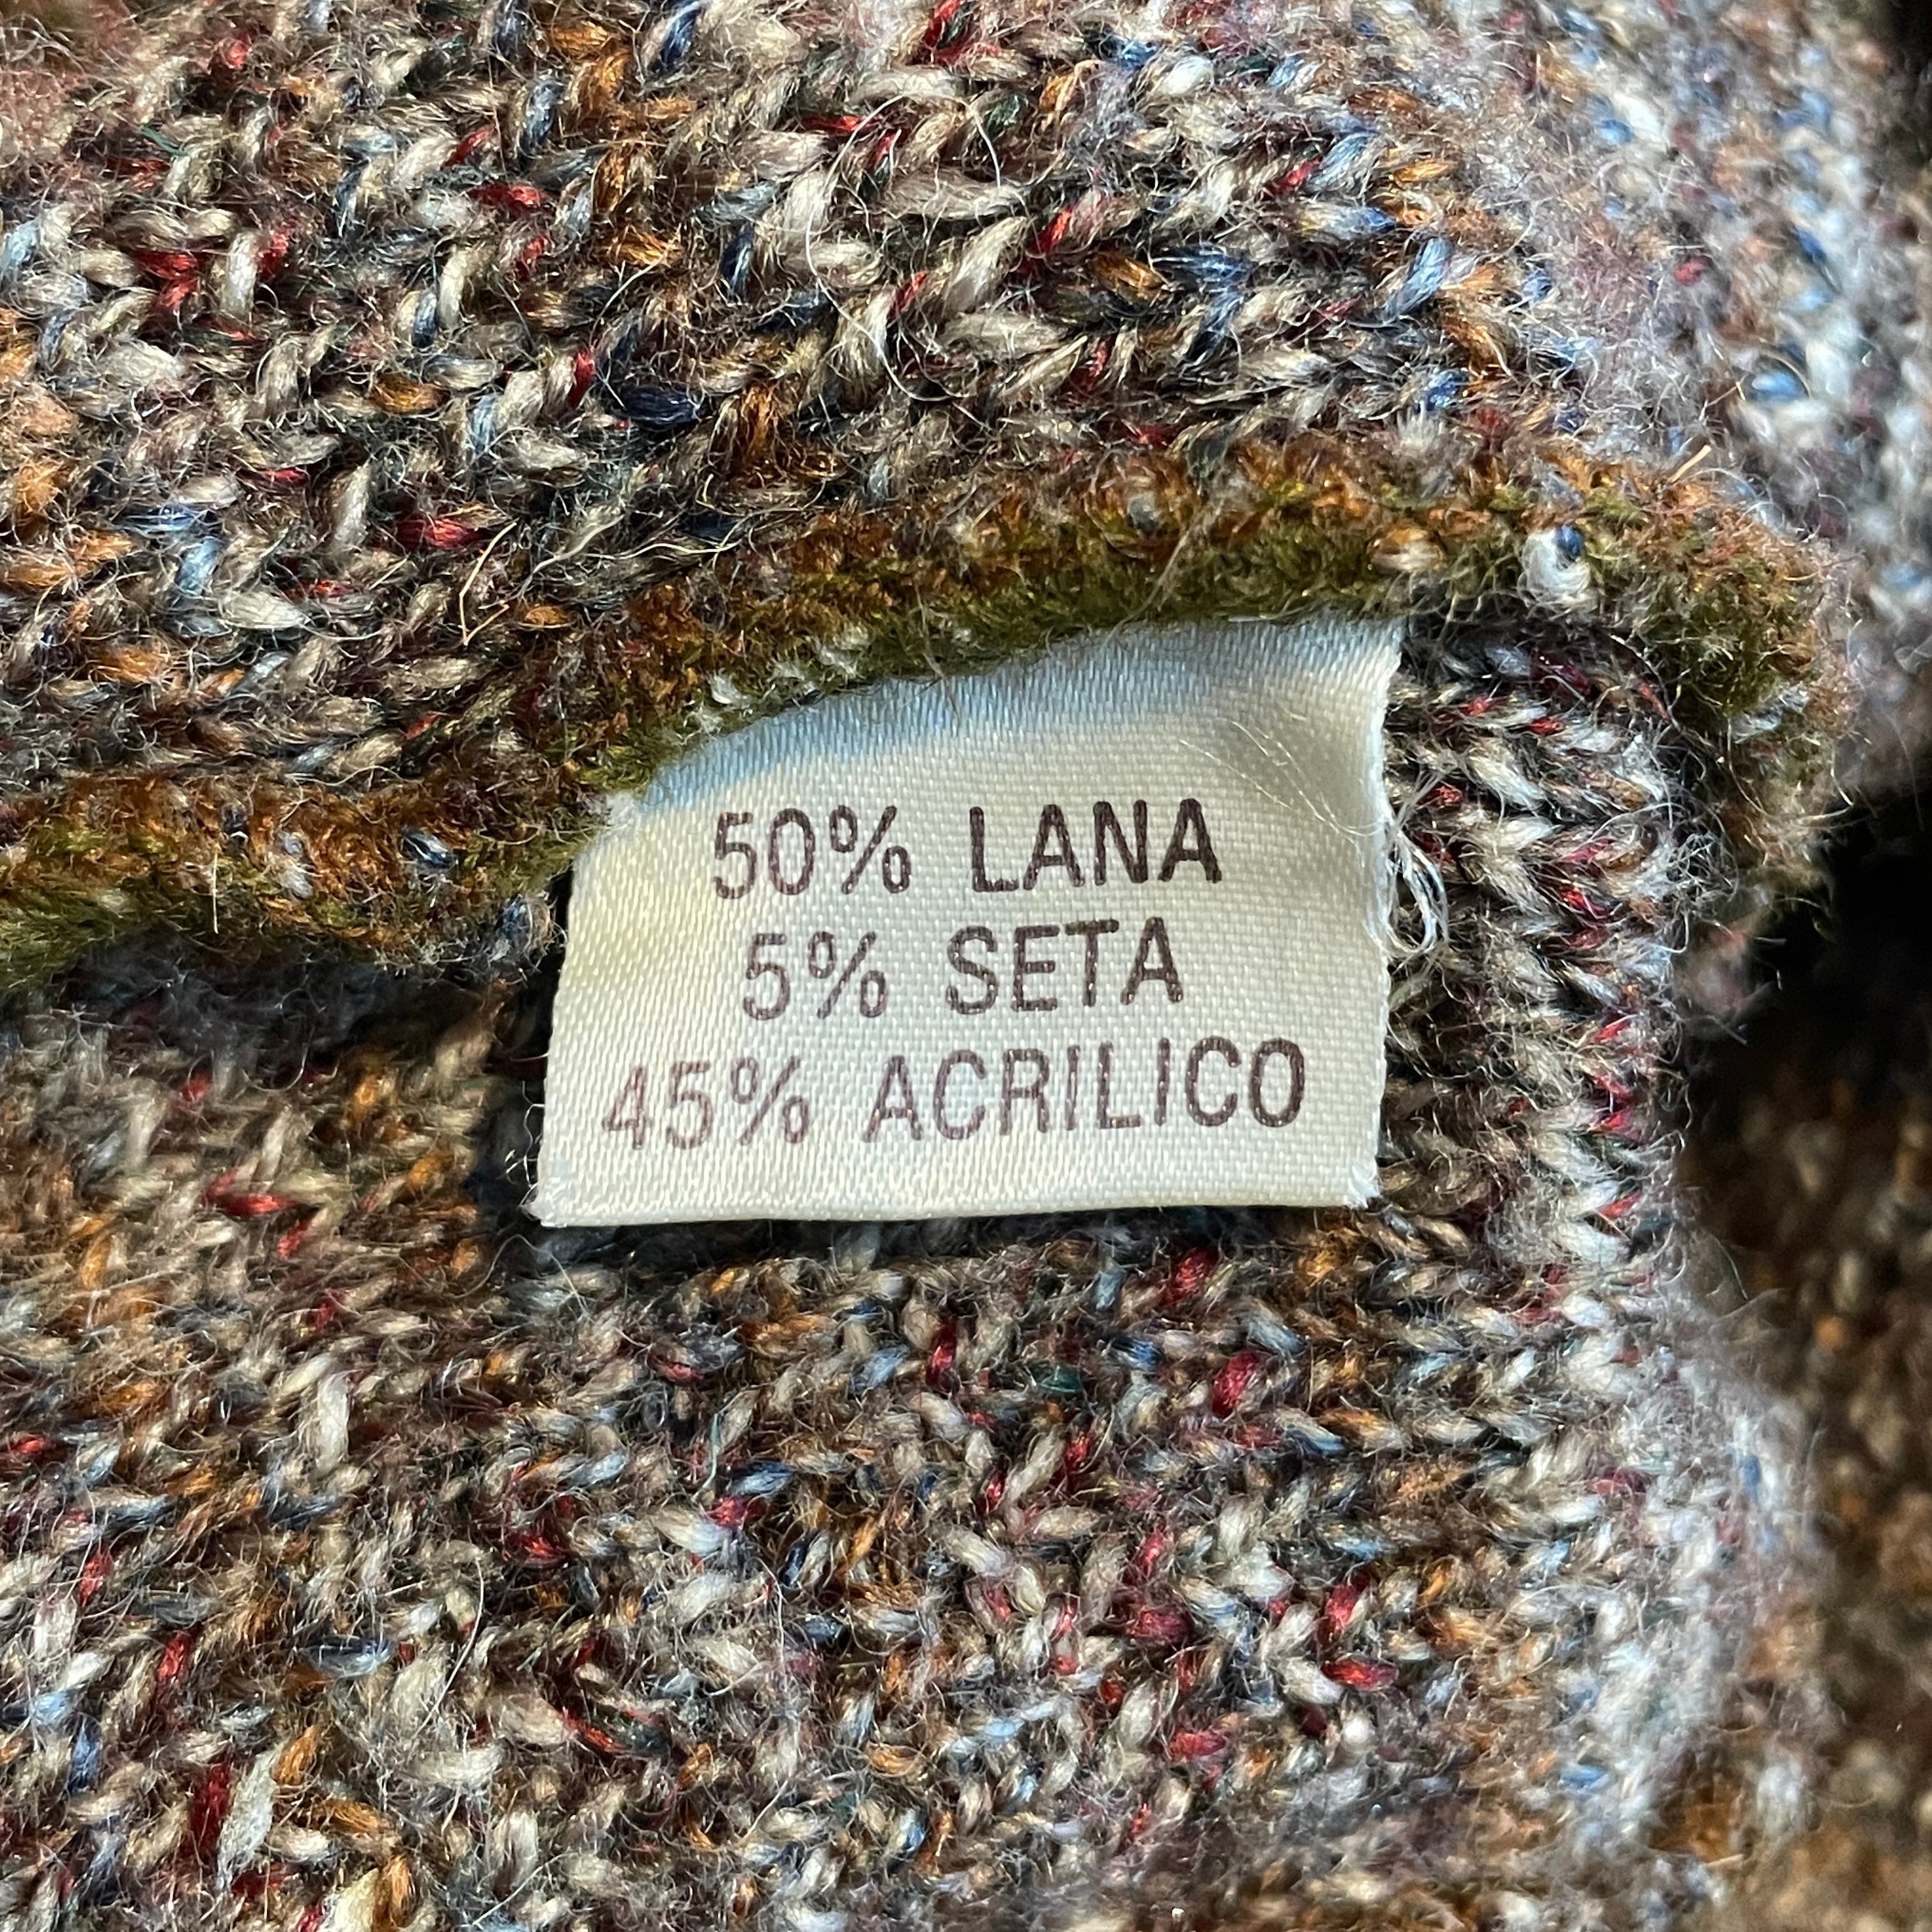 50% LANA
5% SETA
45% ACRILICO